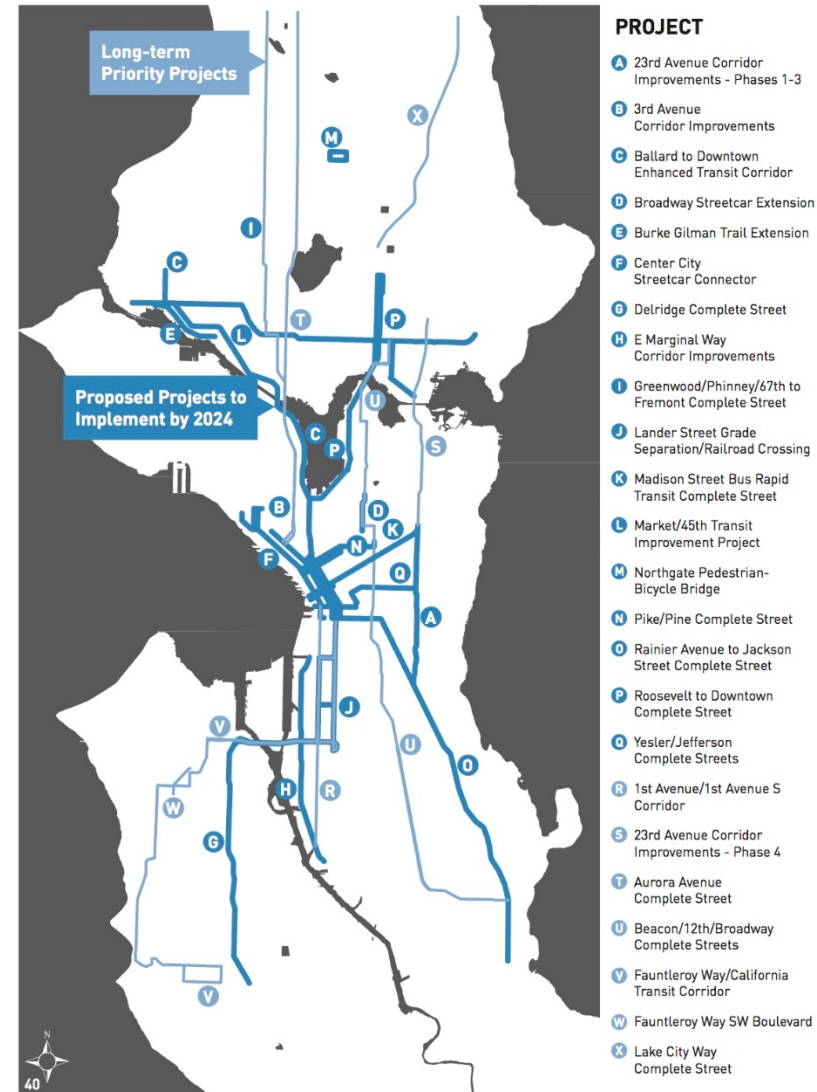 Long-term
Priority Projects
X
M
I
C
T
P
L
E
Proposed Projects to
Implement by 2024
U
C
S
P
B
D
K
N
F
Q
A
J
V
U
O
W
H
R
G
V
N
40
PROJECT
A 23rd Avenue Corridor
Improvements - Phases 1-3
B 3rd Avenue
Corridor Improvements
C Ballard to Downtown
Enhanced Transit Corridor
D Broadway Streetcar Extension
E Burke Gilman Trail Extension
F Center City
Streetcar Connector
G Delridge Complete Street
H E Marginal Way
Corridor Improvements
I Greenwood/Phinney/67th to
Fremont Complete Street
J Lander Street Grade
Separation/Railroad Crossing
K Madison Street Bus Rapid
Transit Complete Street
L Market/45th Transit
Improvement Project
M Northgate Pedestrian-
Bicycle Bridge
N Pike/Pine Complete Street
O Rainier Avenue to Jackson
Street Complete Street
P Roosevelt to Downtown
Complete Street
Q Yesler/Jefferson
Complete Streets
R 1st Avenue/1st Avenue S
Corridor
S 23rd Avenue Corridor
Improvements - Phase 4
T Aurora Avenue
Complete Street
U Beacon/12th/Broadway
Complete Streets
V Fauntleroy Way/California
Transit Corridor
W Fauntleroy Way SW Boulevard
X Lake City Way
Complete Street